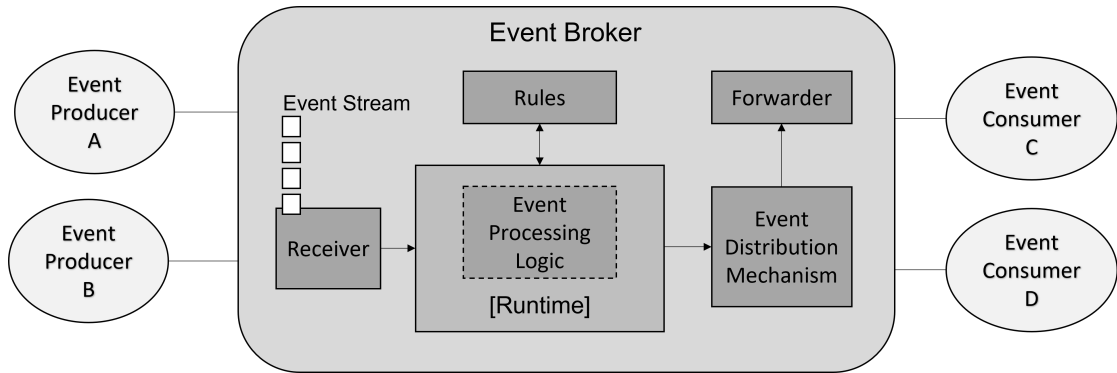 Event Broker
Event
Producer
A
Event
Producer
B
Event Stream
Receiver
Rules
Event
Processing
Logic
[Runtime]
Forwarder
Event
Distribution
Mechanism
Event
Consumer
C
Event
Consumer
D